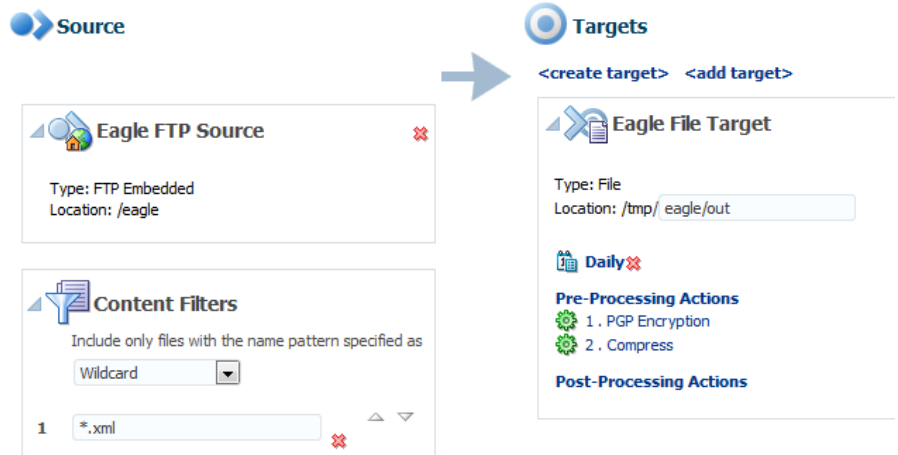 Source
Eagle FTP Source
Type: FTP Embedded
Location: /eagle
Content Filters
Include only files with the name pattern specified as
Wildcard
1 *.xml
Targets
<create target> <add target>
Eagle File Target
Type: File
Location: /tmp/ eagle/out
Daily
Pre-Processing Actions
1 . PGP Encryption
2 . Compress
Post-Processing Actions